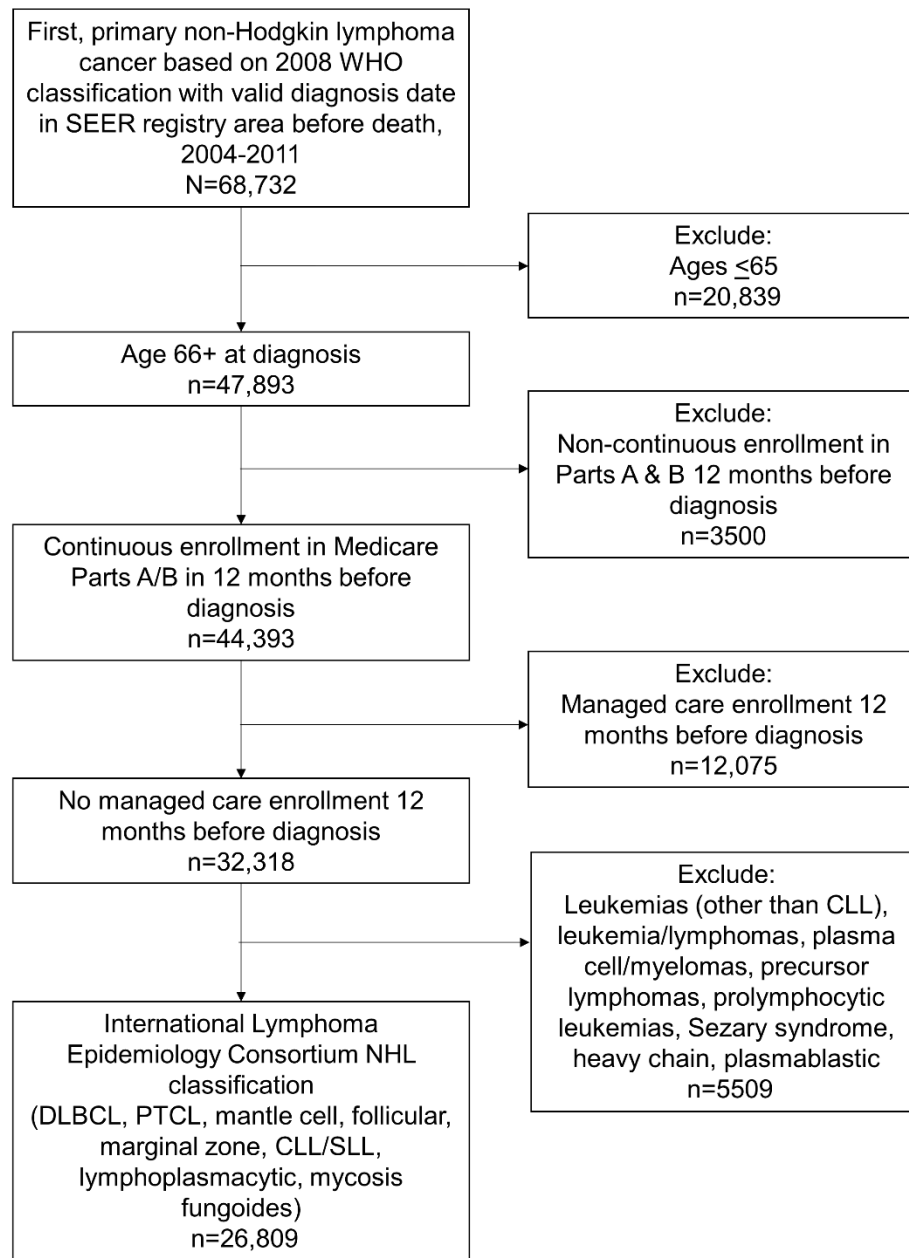 First, primary non-Hodgkin lymphoma
cancer based on 2008 WHO
classification with valid diagnosis date
in SEER registry area before death,
2004-2011
N=68,732
Exclude:
Ages ≤65
n=20,839
Age 66+ at diagnosis
n=47,893
Exclude:
Non-continuous enrollment in
Parts A & B 12 months before
diagnosis
n=3500
Continuous enrollment in Medicare
Parts A/B in 12 months before
diagnosis
n=44,393
Exclude:
Managed care enrollment 12
months before diagnosis
n=12,075
No managed care enrollment 12
months before diagnosis
n=32,318
Exclude:
Leukemias (other than CLL),
leukemia/lymphomas, plasma
cell/myelomas, precursor
lymphomas, prolymphocytic
leukemias, Sezary syndrome,
heavy chain, plasmablastic
n=5509
International Lymphoma
Epidemiology Consortium NHL
classification
(DLBCL, PTCL, mantle cell, follicular,
marginal zone, CLL/SLL,
lymphoplasmacytic, mycosis
fungoides)
n=26,809